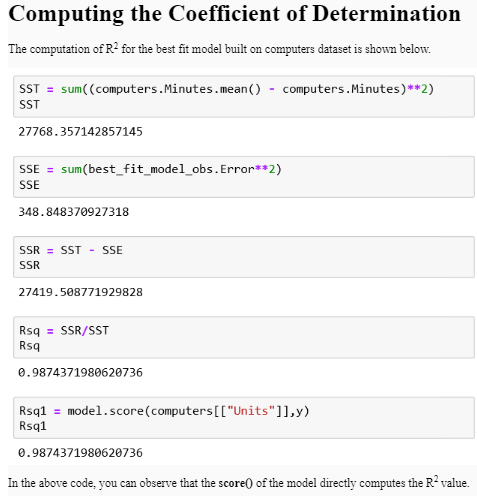 Computing the Coefficient of Determination
The computation of R² for the best fit model built on computers dataset is shown below.
SST = sum((computers.Minutes.mean() - computers.Minutes)**2)
SST
27768.357142857145
SSE = sum(best_fit_model_obs.Error**2)
SSE
348.848370927318
SSR = SST - SSE
SSR
27419.508771929828
Rsq = SSR/SST
Rsq
0.9874371980620736
Rsq1 = model.score(computers[["Units"]],y)
Rsq1
0.9874371980620736
In the above code, you can observe that the score() of the model directly computes the R² value.